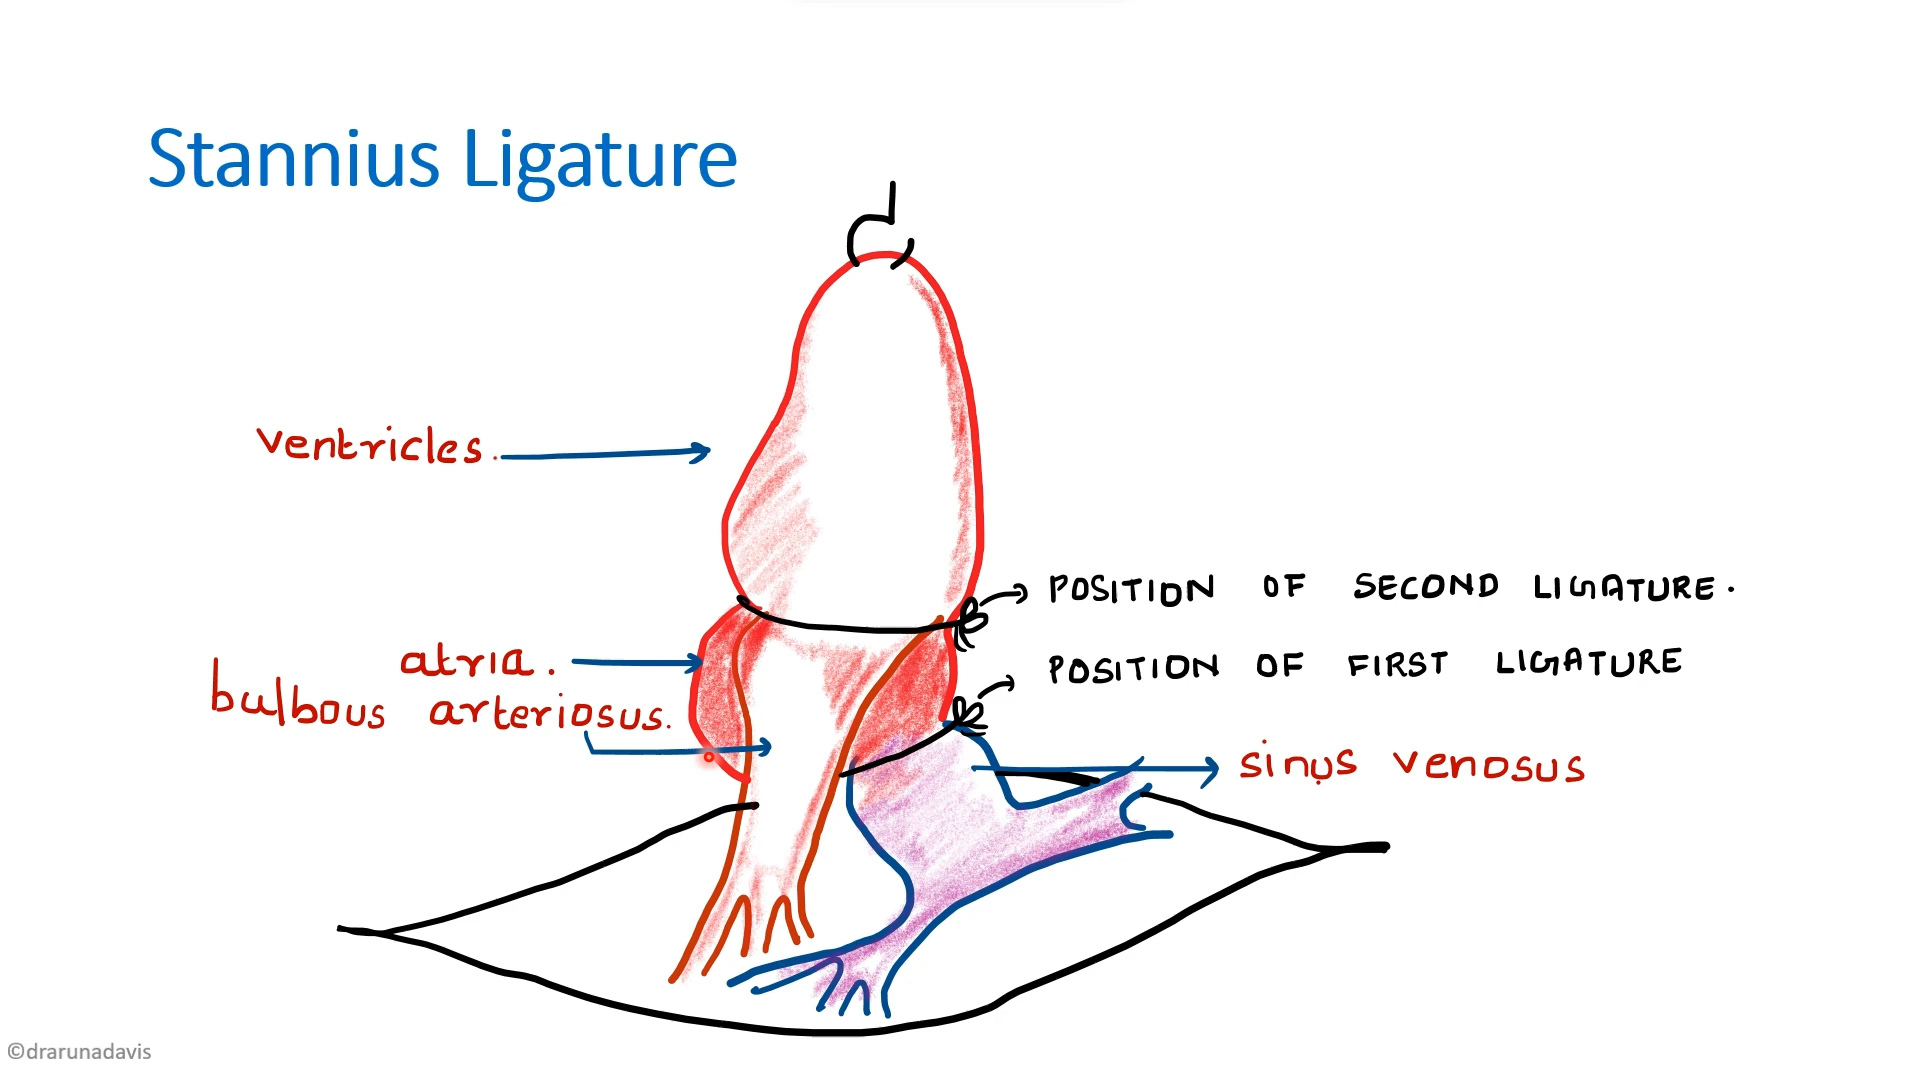 Stannius Ligature
ventricles.
POSITION OF SECOND LIGATURE.
atria.
POSITION OF FIRST LIGATURE
bulbous arteriosus.
sinus venosus
©drarunadavis